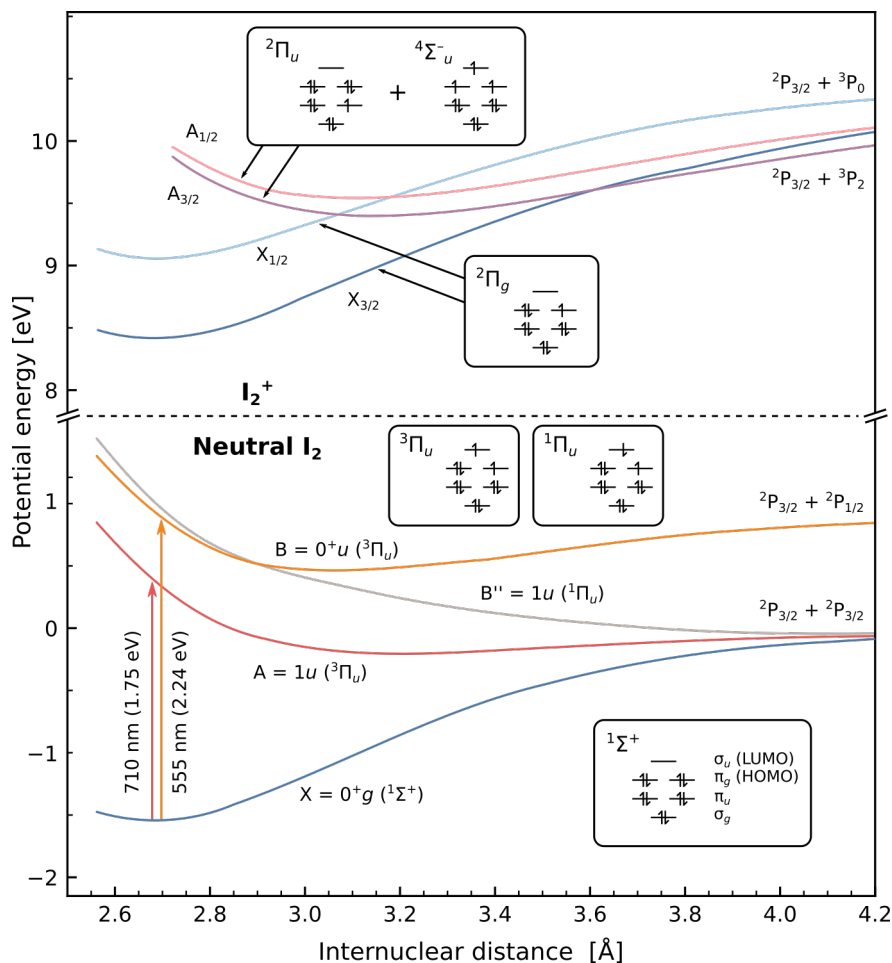 ²Πᵤ
⁴Σ⁻ᵤ
+
A₁/₂
A₃/₂
X₁/₂
X₃/₂
²P₃/₂ + ³P₀
²P₃/₂ + ³P₂
²Π_g
10
9
8
I₂⁺
Neutral I₂
³Πᵤ
¹Πᵤ
²P₃/₂ + ²P₁/₂
B = 0⁺u (³Πᵤ)
B'' = 1u (¹Πᵤ)
²P₃/₂ + ²P₃/₂
A = 1u (³Πᵤ)
X = 0⁺g (¹Σ⁺)
710 nm (1.75 eV)
555 nm (2.24 eV)
¹Σ⁺
σᵤ (LUMO)
π_g (HOMO)
πᵤ
σ_g
1
0
−1
−2
Potential energy [eV]
2.6 2.8 3.0 3.2 3.4 3.6 3.8 4.0 4.2
Internuclear distance [Å]